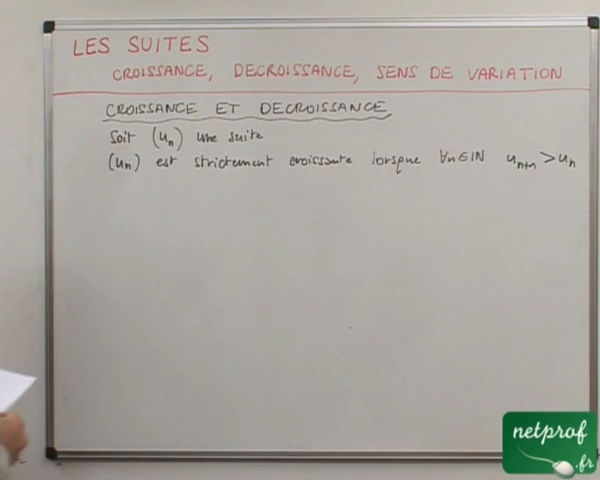 LES SUITES
CROISSANCE, DECROISSANCE, SENS DE VARIATION
CROISSANCE ET DECROISSANCE
Soit (uₙ) une suite
(uₙ) est strictement croissante lorsque ∀n∈ℕ uₙ₊₁ > uₙ
netprof
.fr